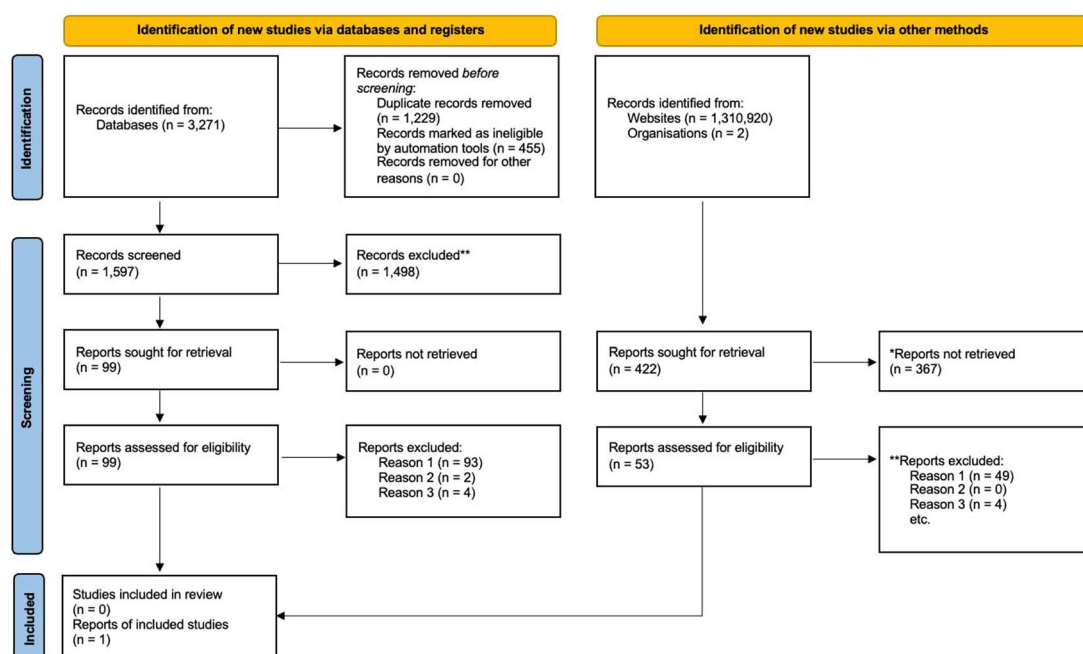 Identification of new studies via databases and registers
Identification of new studies via other methods
Identification
Records identified from:
Databases (n = 3,271)
Records removed before
screening:
Duplicate records removed
(n = 1,229)
Records marked as ineligible
by automation tools (n = 455)
Records removed for other
reasons (n = 0)
Records identified from:
Websites (n = 1,310,920)
Organisations (n = 2)
Screening
Records screened
(n = 1,597)
Records excluded**
(n = 1,498)
Reports sought for retrieval
(n = 99)
Reports not retrieved
(n = 0)
Reports sought for retrieval
(n = 422)
*Reports not retrieved
(n = 367)
Reports assessed for eligibility
(n = 99)
Reports excluded:
Reason 1 (n = 93)
Reason 2 (n = 2)
Reason 3 (n = 4)
Reports assessed for eligibility
(n = 53)
**Reports excluded:
Reason 1 (n = 49)
Reason 2 (n = 0)
Reason 3 (n = 4)
etc.
Included
Studies included in review
(n = 0)
Reports of included studies
(n = 1)